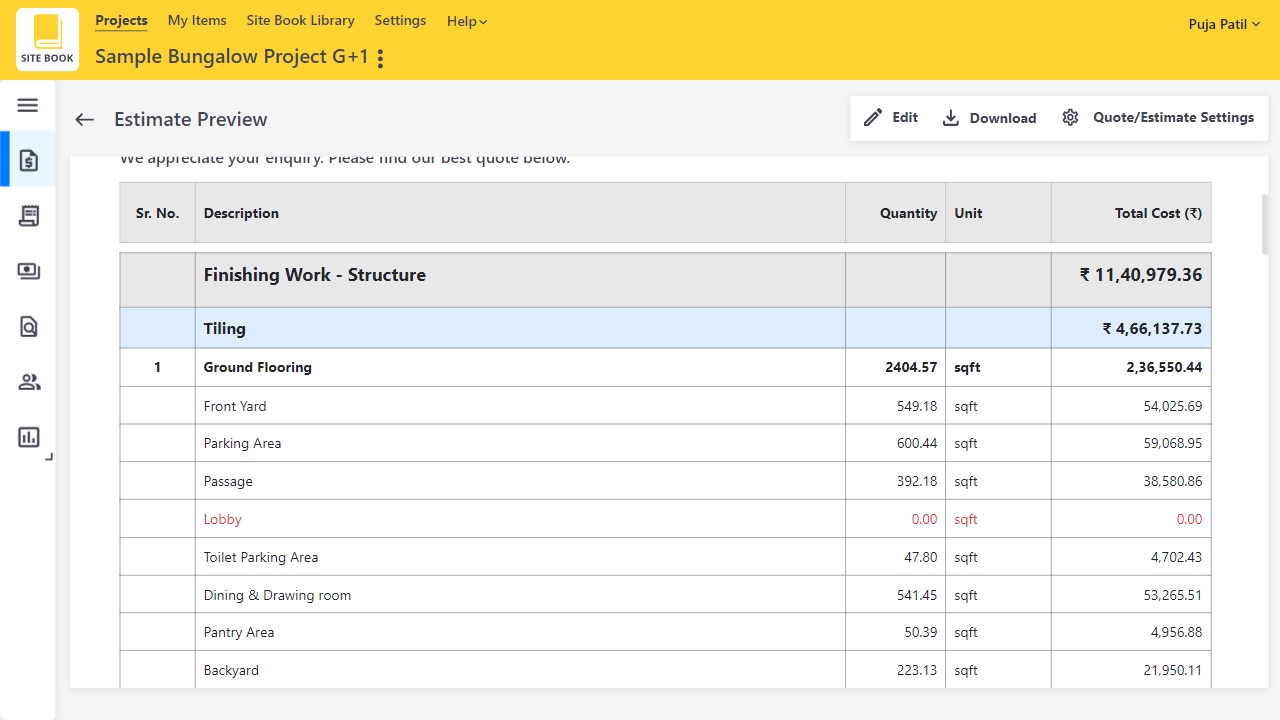 Projects My Items Site Book Library Settings Help
Puja Patil
SITE BOOK
Sample Bungalow Project G+1
Estimate Preview
Edit Download Quote/Estimate Settings
We appreciate your enquiry. Please find our best quote below.
Sr. No. Description Quantity Unit Total Cost (₹)
Finishing Work - Structure ₹ 11,40,979.36
Tiling ₹ 4,66,137.73
1 Ground Flooring 2404.57 sqft 2,36,550.44
Front Yard 549.18 sqft 54,025.69
Parking Area 600.44 sqft 59,068.95
Passage 392.18 sqft 38,580.86
Lobby 0.00 sqft 0.00
Toilet Parking Area 47.80 sqft 4,702.43
Dining & Drawing room 541.45 sqft 53,265.51
Pantry Area 50.39 sqft 4,956.88
Backyard 223.13 sqft 21,950.11